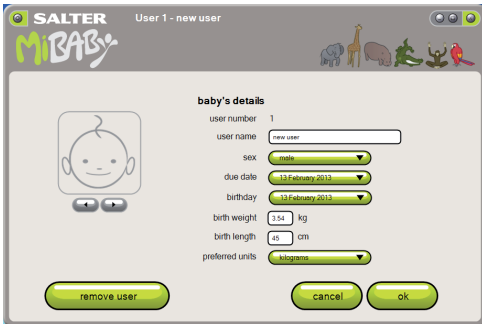 SALTER
User 1 - new user
MiBABY
baby's details
user number 1
user name new user
sex male
due date 13 February 2013
birthday 13 February 2013
birth weight 3.54 kg
birth length 45 cm
preferred units kilograms
remove user
cancel
ok